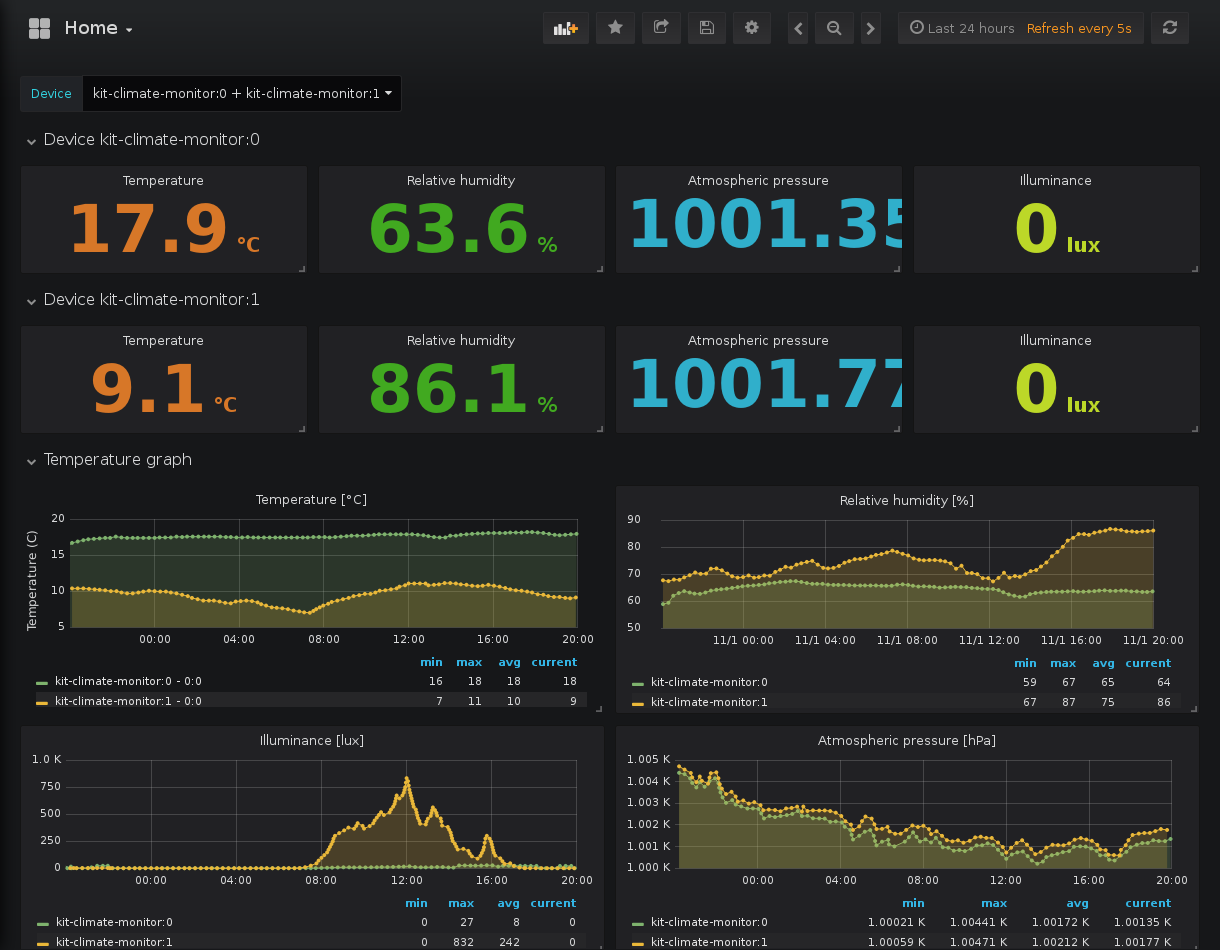 Home
Last 24 hours Refresh every 5s
Device kit-climate-monitor:0 + kit-climate-monitor:1
Device kit-climate-monitor:0
Temperature Relative humidity Atmospheric pressure Illuminance
17.9 °C 63.6 % 1001.35 0 lux
Device kit-climate-monitor:1
Temperature Relative humidity Atmospheric pressure Illuminance
9.1 °C 86.1 % 1001.77 0 lux
Temperature graph
Temperature [°C]
Temperature (C)
20
15
10
5
00:00 04:00 08:00 12:00 16:00 20:00
min max avg current
kit-climate-monitor:0 - 0:0 16 18 18 18
kit-climate-monitor:1 - 0:0 7 11 10 9
Relative humidity [%]
90
80
70
60
50
11/1 00:00 11/1 04:00 11/1 08:00 11/1 12:00 11/1 16:00 11/1 20:00
min max avg current
kit-climate-monitor:0 59 67 65 64
kit-climate-monitor:1 67 87 75 86
Illuminance [lux]
1.0 K
750
500
250
0
00:00 04:00 08:00 12:00 16:00 20:00
min max avg current
kit-climate-monitor:0 0 27 8 0
kit-climate-monitor:1 0 832 242 0
Atmospheric pressure [hPa]
1.005 K
1.004 K
1.003 K
1.002 K
1.001 K
1.000 K
00:00 04:00 08:00 12:00 16:00 20:00
min max avg current
kit-climate-monitor:0 1.00021 K 1.00441 K 1.00172 K 1.00135 K
kit-climate-monitor:1 1.00059 K 1.00471 K 1.00212 K 1.00177 K